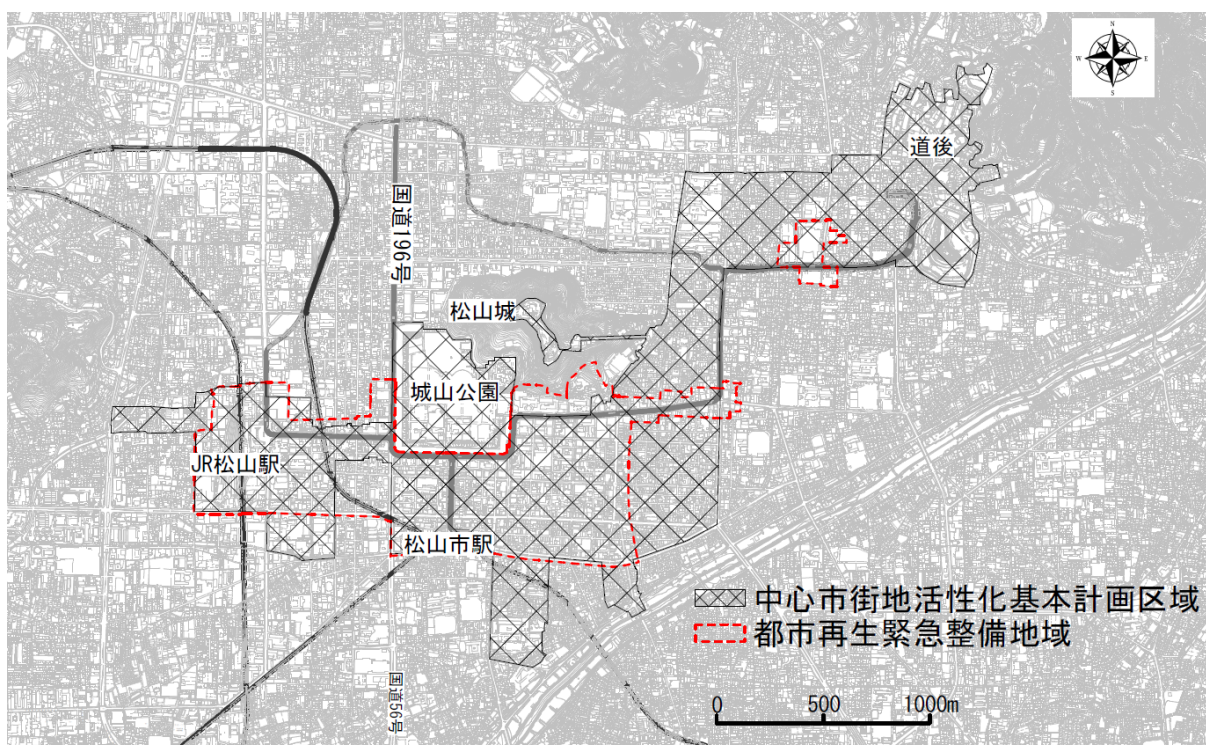 N
W
E
S
道後
国道196号
松山城
城山公園
JR松山駅
松山市駅
中心市街地活性化基本計画区域
都市再生緊急整備地域
国道56号
0 500 1000m